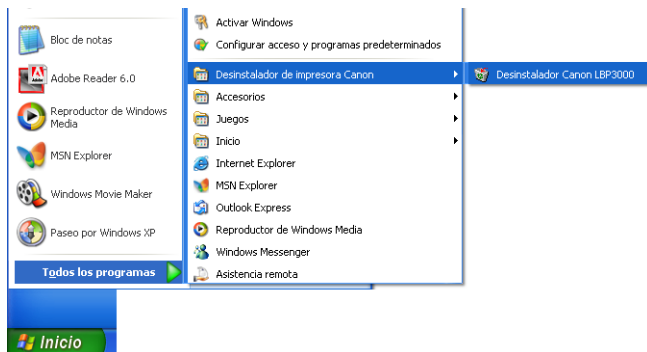 Bloc de notas
Adobe Reader 6.0
Reproductor de Windows
Media
MSN Explorer
Windows Movie Maker
Paseo por Windows XP
Todos los programas
Inicio
Activar Windows
Configurar acceso y programas predeterminados
Desinstalador de impresora Canon
Accesorios
Juegos
Inicio
Internet Explorer
MSN Explorer
Outlook Express
Reproductor de Windows Media
Windows Messenger
Asistencia remota
Desinstalador Canon LBP3000